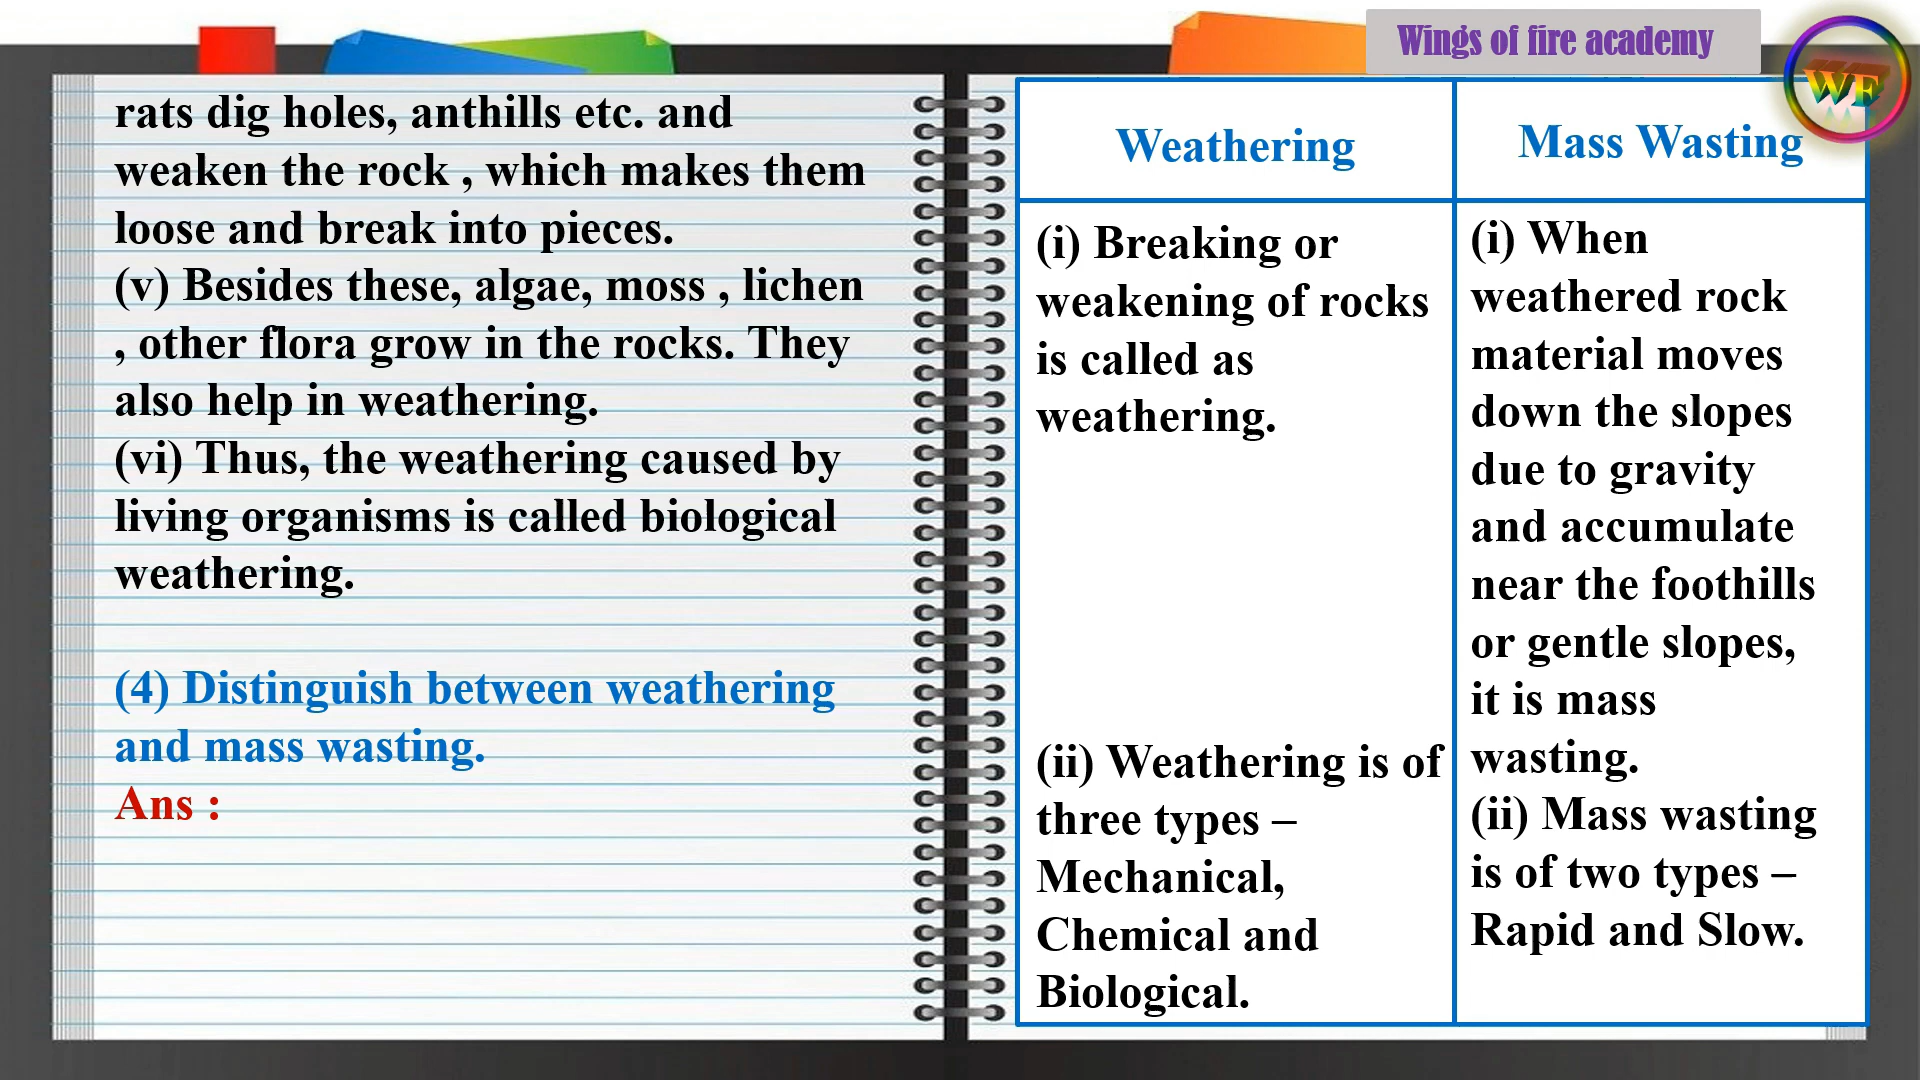 Wings of fire academy
WF
rats dig holes, anthills etc. and
weaken the rock , which makes them
loose and break into pieces.
(v) Besides these, algae, moss , lichen
, other flora grow in the rocks. They
also help in weathering.
(vi) Thus, the weathering caused by
living organisms is called biological
weathering.
(4) Distinguish between weathering
and mass wasting.
Ans :
Weathering
(i) Breaking or
weakening of rocks
is called as
weathering.
(ii) Weathering is of
three types –
Mechanical,
Chemical and
Biological.
Mass Wasting
(i) When
weathered rock
material moves
down the slopes
due to gravity
and accumulate
near the foothills
or gentle slopes,
it is mass
wasting.
(ii) Mass wasting
is of two types –
Rapid and Slow.